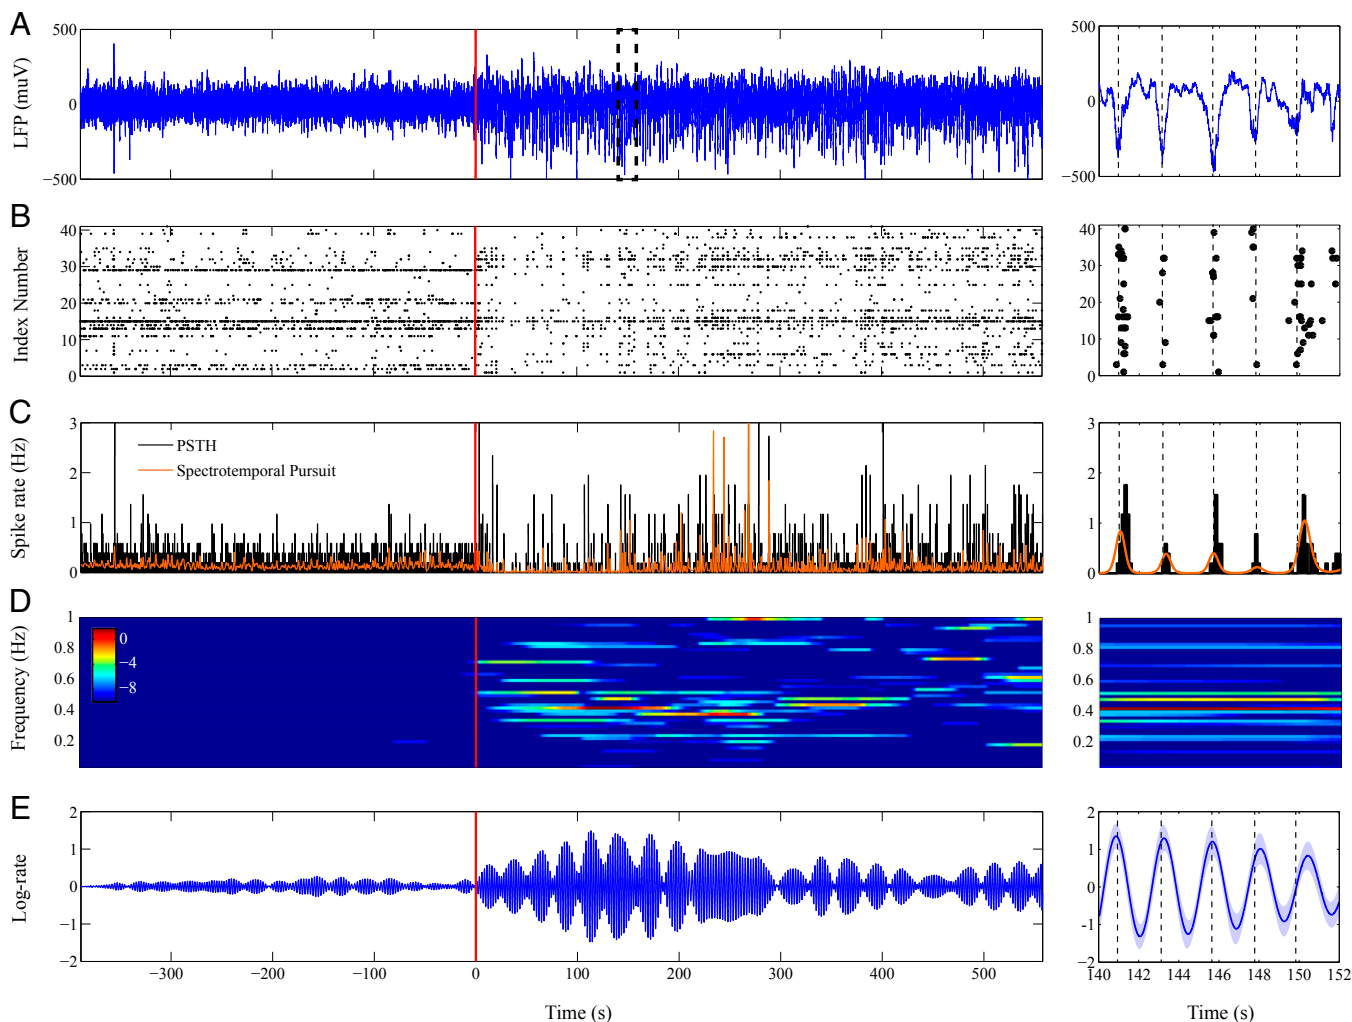 A
500
0
−500
LFP (muV)
500
0
−500
B
40
30
20
10
0
Index Number
40
30
20
10
0
C
3
2
1
0
Spike rate (Hz)
PSTH
Spectrotemporal Pursuit
3
2
1
0
D
1
0.8
0.6
0.4
0.2
Frequency (Hz)
0
−4
−8
1
0.8
0.6
0.4
0.2
E
2
1
0
−1
−2
Log-rate
−300 −200 −100 0 100 200 300 400 500
Time (s)
2
1
0
−1
−2
140 142 144 146 148 150 152
Time (s)